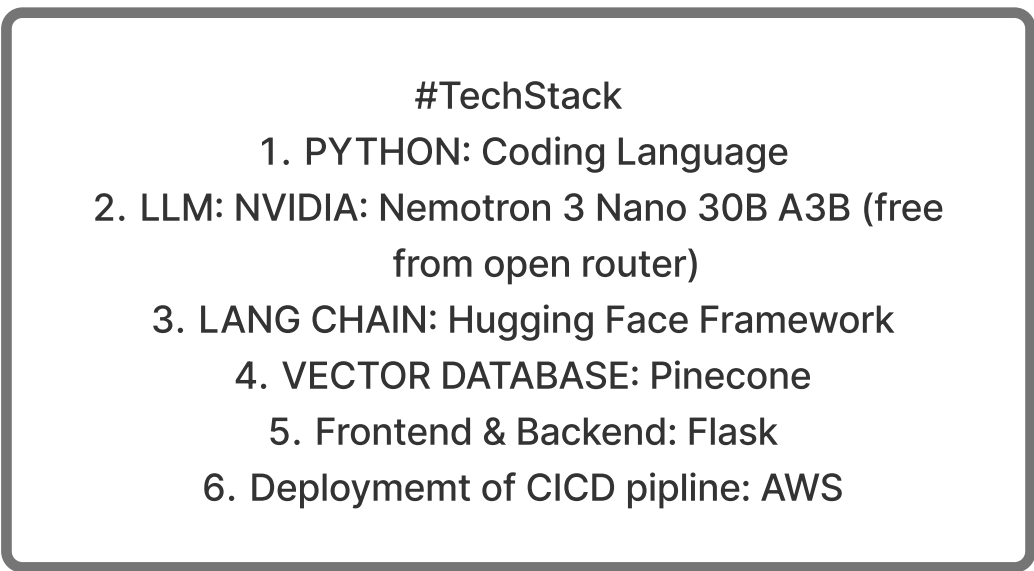 #TechStack
1. PYTHON: Coding Language
2. LLM: NVIDIA: Nemotron 3 Nano 30B A3B (free
from open router)
3. LANG CHAIN: Hugging Face Framework
4. VECTOR DATABASE: Pinecone
5. Frontend & Backend: Flask
6. Deploymemt of CICD pipline: AWS